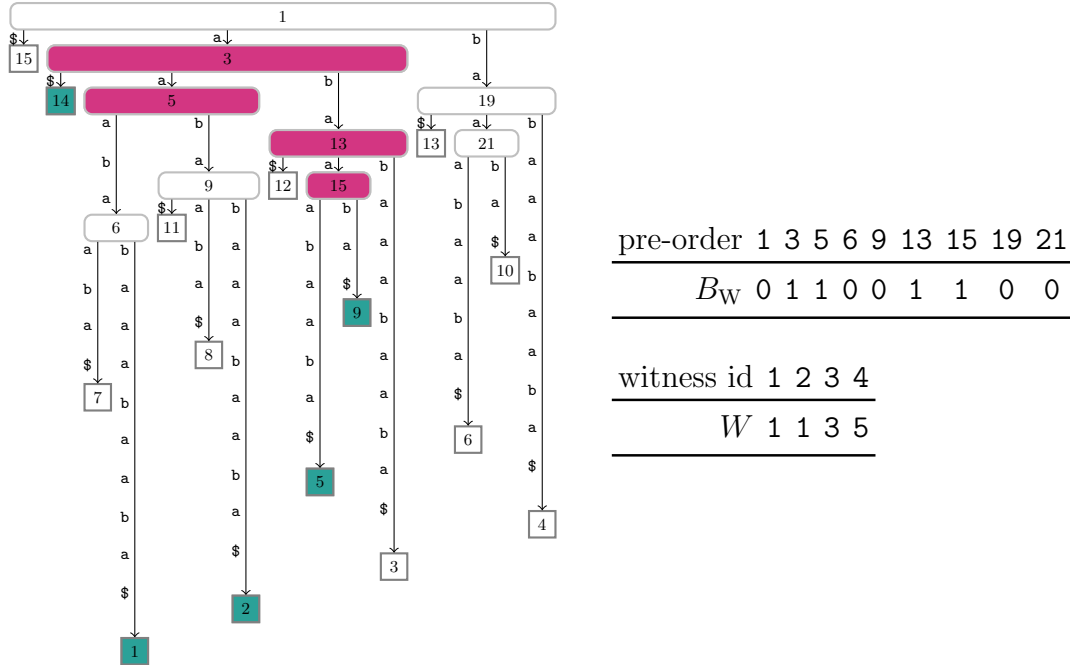 1
$ a b
15 3 a
$ a b 19
14 5 a $ a b
a b 13 13 21 a
b a $ a b a b a
a 9 12 15 a b a b
6 $ a b a b a a $ a
a b 11 b a a a b 10 a
b a a a $ b a b
a a $ b 9 a $ a
$ b 8 a $ 6 $
7 a a 5 b 4
a b a
b a $
a $ 3
$ 2
1
pre-order 1 3 5 6 9 13 15 19 21
B_W 0 1 1 0 0 1 1 0 0
witness id 1 2 3 4
W 1 1 3 5